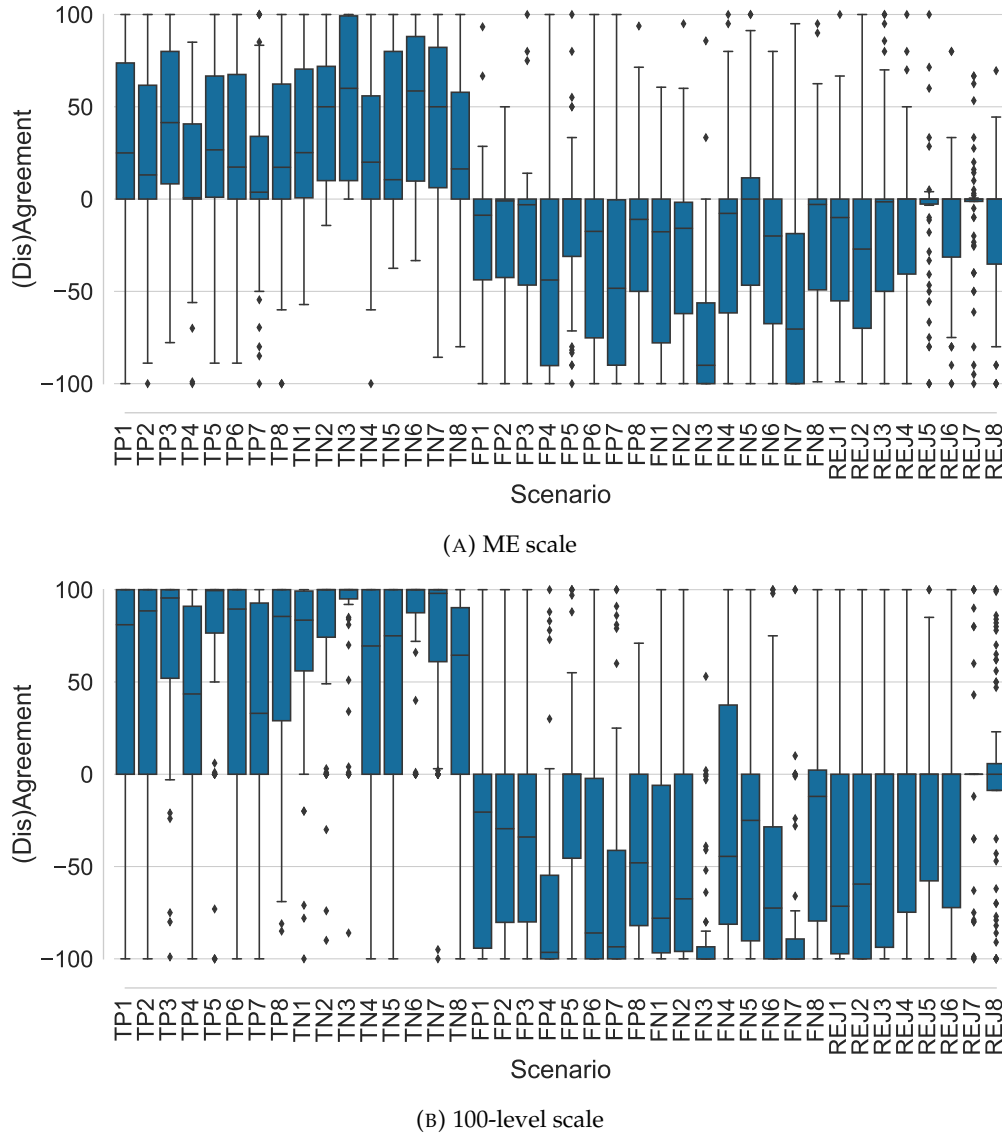 100
50
0
−50
−100
(Dis)Agreement
TP1 TP2 TP3 TP4 TP5 TP6 TP7 TP8 TN1 TN2 TN3 TN4 TN5 TN6 TN7 TN8 FP1 FP2 FP3 FP4 FP5 FP6 FP7 FP8 FN1 FN2 FN3 FN4 FN5 FN6 FN7 FN8 REJ1 REJ2 REJ3 REJ4 REJ5 REJ6 REJ7 REJ8
Scenario
(A) ME scale
100
50
0
−50
−100
(Dis)Agreement
TP1 TP2 TP3 TP4 TP5 TP6 TP7 TP8 TN1 TN2 TN3 TN4 TN5 TN6 TN7 TN8 FP1 FP2 FP3 FP4 FP5 FP6 FP7 FP8 FN1 FN2 FN3 FN4 FN5 FN6 FN7 FN8 REJ1 REJ2 REJ3 REJ4 REJ5 REJ6 REJ7 REJ8
Scenario
(B) 100-level scale